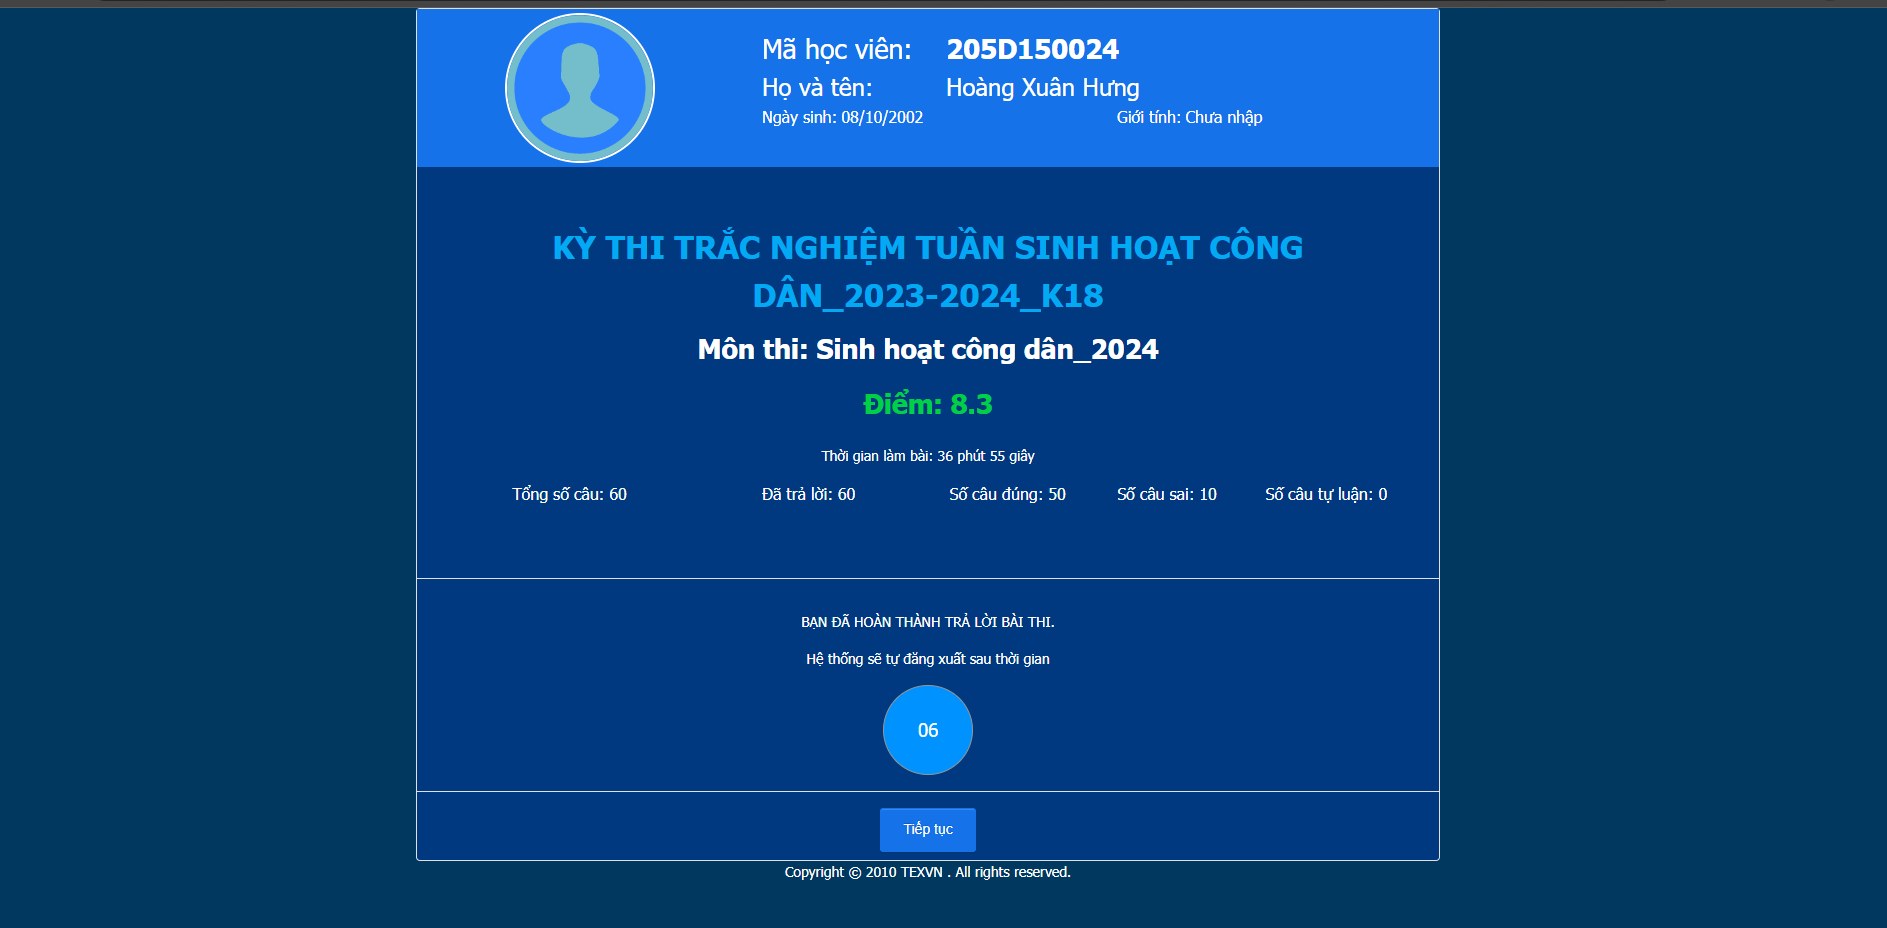 Mã học viên: 205D150024
Họ và tên: Hoàng Xuân Hưng
Ngày sinh: 08/10/2002 Giới tính: Chưa nhập
KỲ THI TRẮC NGHIỆM TUẦN SINH HOẠT CÔNG
DÂN_2023-2024_K18
Môn thi: Sinh hoạt công dân_2024
Điểm: 8.3
Thời gian làm bài: 36 phút 55 giây
Tổng số câu: 60 Đã trả lời: 60 Số câu đúng: 50 Số câu sai: 10 Số câu tự luận: 0
BẠN ĐÃ HOÀN THÀNH TRẢ LỜI BÀI THI.
Hệ thống sẽ tự đăng xuất sau thời gian
06
Tiếp tục
Copyright © 2010 TEXVN . All rights reserved.